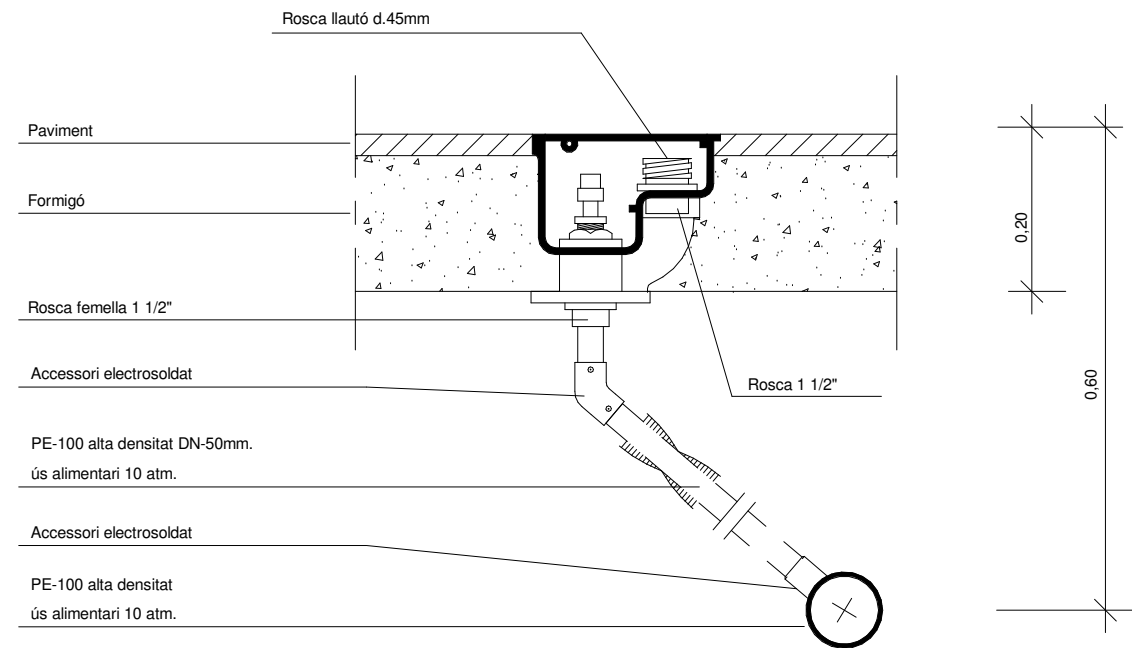 Rosca llautó d.45mm
Paviment
Formigó
Rosca femella 1 1/2"
Accessori electrosoldat
Rosca 1 1/2"
PE-100 alta densitat DN-50mm.
ús alimentari 10 atm.
Accessori electrosoldat
PE-100 alta densitat
ús alimentari 10 atm.
0,20
0,60